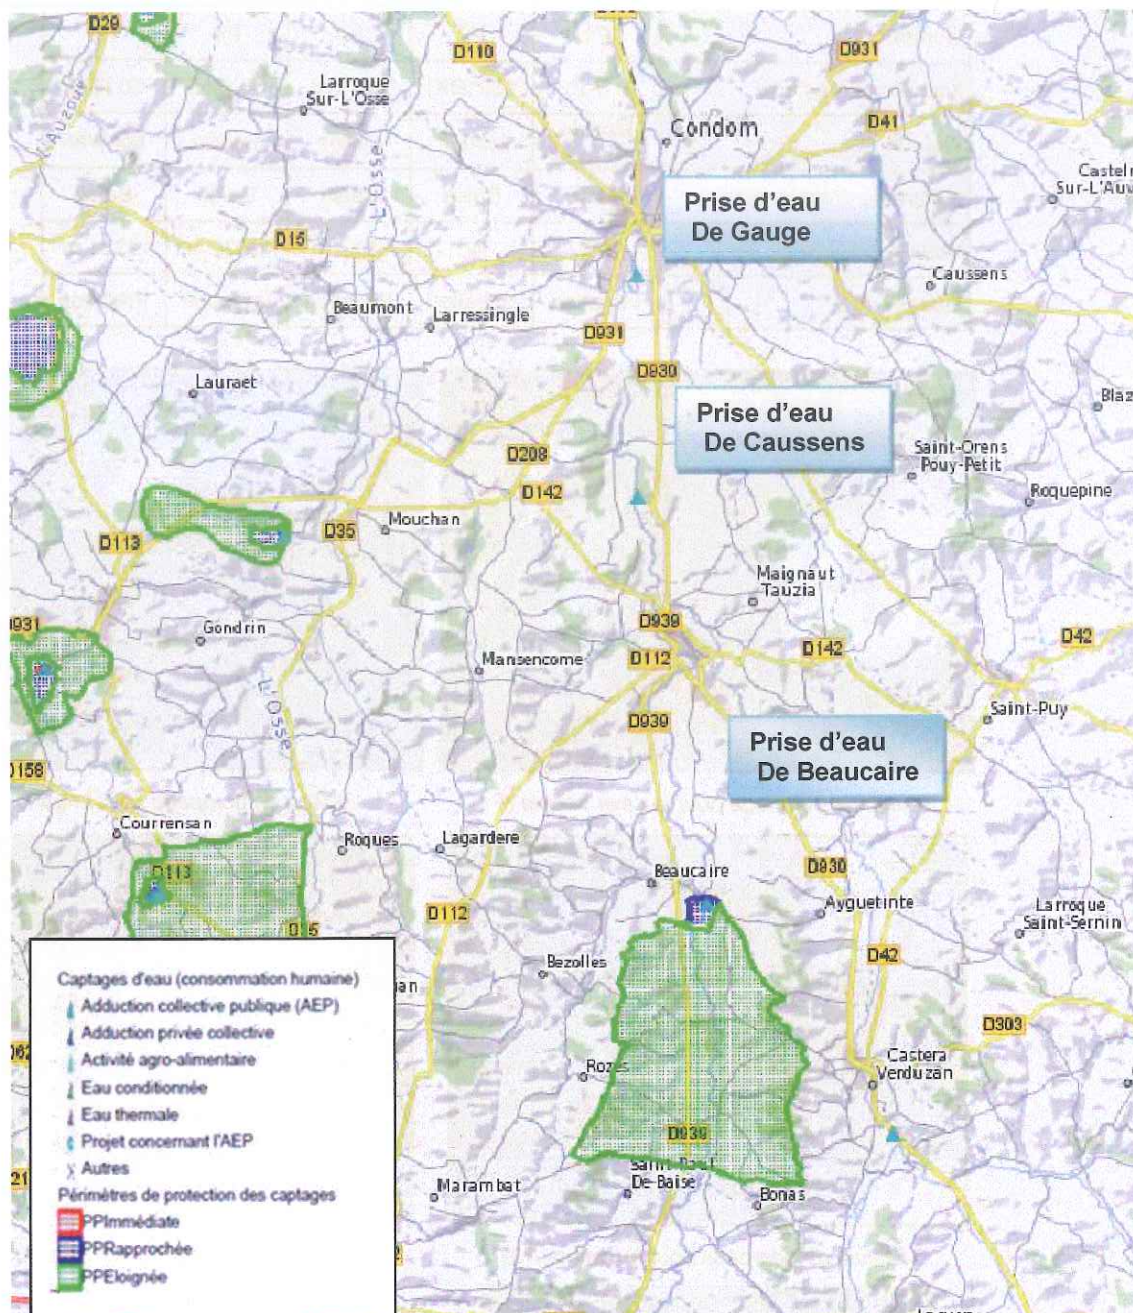 D29
D110
D931
Larroque
Sur-L'Osse
L'Auzoue
Condom
D41
L'Osse
Sur-L'Auv
Prise d'eau
De Gauge
D15
Caussens
Beaumont
Larressingle
D931
D930
Lauraet
Prise d'eau
De Caussens
Blaz
D208
Saint-Orens
Pouy-Petit
D142
Roquepine
Mouchan
D35
D113
Maignaut
Tauzia
D931
Gondrin
D939
D42
D142
Mansencome
D112
L'Osse
Saint-Puy
D939
Prise d'eau
De Beaucaire
D158
Courrensan
Roques
Lagardere
D113
Beaucaire
D930
Ayguetinte
D112
Larroque
Saint-Sernin
D42
Bezolles
Captages d'eau (consommation humaine)
Adduction collective publique (AEP)
Adduction privée collective
Activité agro-alimentaire
Eau conditionnée
Eau thermale
Projet concernant l'AEP
Autres
Périmètres de protection des captages
PPImmédiate
PPRapprochée
PPEloignée
D303
Castera
Verduzan
D939
De-Baise
Marambat
Bonas